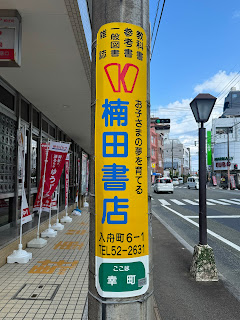 教科書
参考書
一般図書
雑誌
お子さまの夢を育てる
楠田書店
入舟町6-1
TEL52-2631
ここは
幸町